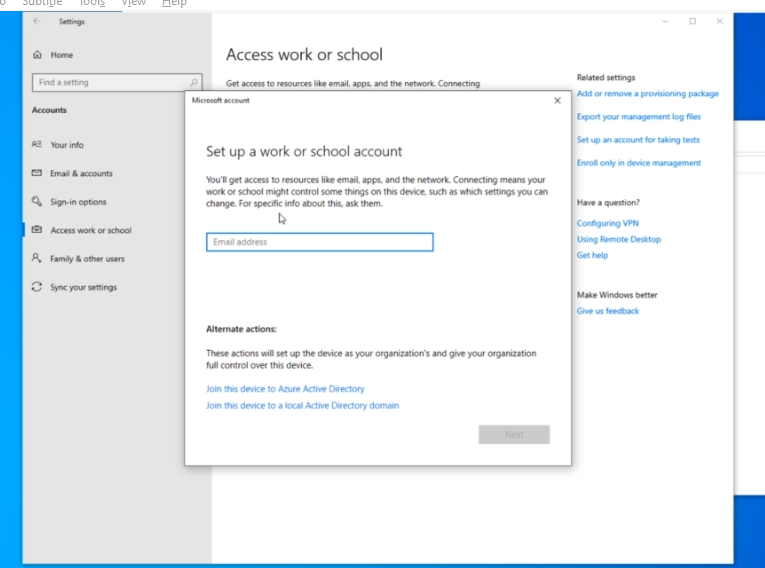 Subtitle Tools View Help
Settings
Home
Find a setting
Accounts
Your info
Email & accounts
Sign-in options
Access work or school
Family & other users
Sync your settings
Access work or school
Get access to resources like email, apps, and the network. Connecting
Microsoft account
Set up a work or school account
You'll get access to resources like email, apps, and the network. Connecting means your
work or school might control some things on this device, such as which settings you can
change. For specific info about this, ask them.
Email address
Alternate actions:
These actions will set up the device as your organization's and give your organization
full control over this device.
Join this device to Azure Active Directory
Join this device to a local Active Directory domain
Next
Related settings
Add or remove a provisioning package
Export your management log files
Set up an account for taking tests
Enroll only in device management
Have a question?
Configuring VPN
Using Remote Desktop
Get help
Make Windows better
Give us feedback